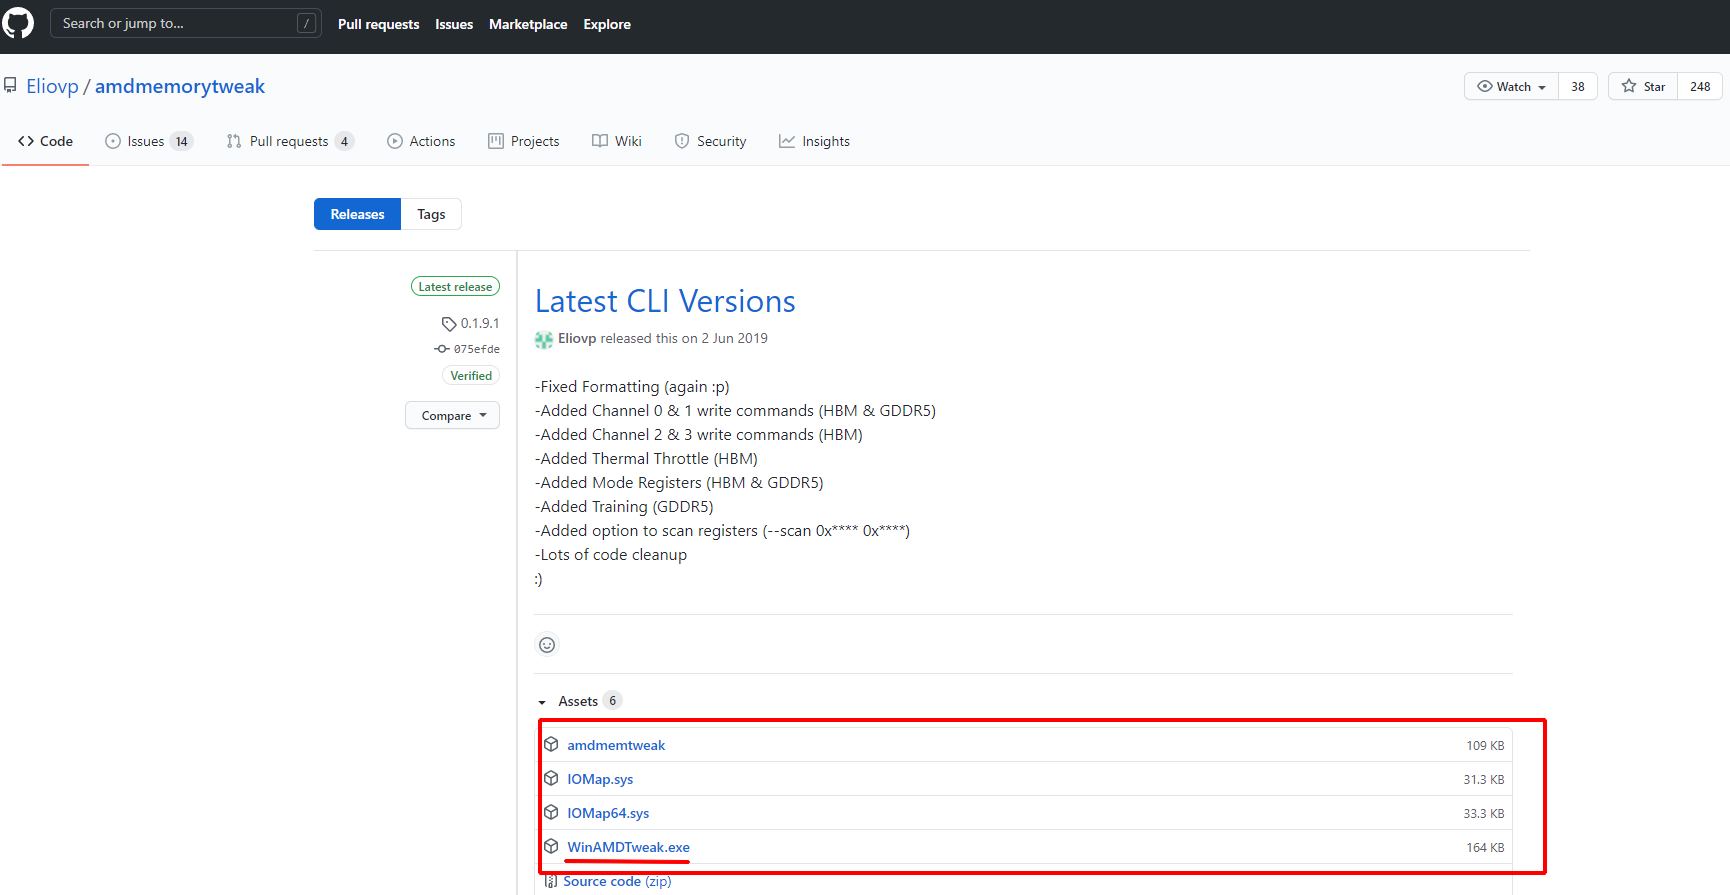 Search or jump to... /
Pull requests Issues Marketplace Explore
Eliovp / amdmemorytweak
Watch 38 Star 248
Code Issues 14 Pull requests 4 Actions Projects Wiki Security Insights
Releases Tags
Latest release
0.1.9.1
075efde
Verified
Compare
Latest CLI Versions
Eliovp released this on 2 Jun 2019
-Fixed Formatting (again :p)
-Added Channel 0 & 1 write commands (HBM & GDDR5)
-Added Channel 2 & 3 write commands (HBM)
-Added Thermal Throttle (HBM)
-Added Mode Registers (HBM & GDDR5)
-Added Training (GDDR5)
-Added option to scan registers (--scan 0x**** 0x****)
-Lots of code cleanup
:)
Assets 6
amdmemtweak 109 KB
IOMap.sys 31.3 KB
IOMap64.sys 33.3 KB
WinAMDTweak.exe 164 KB
Source code (zip)